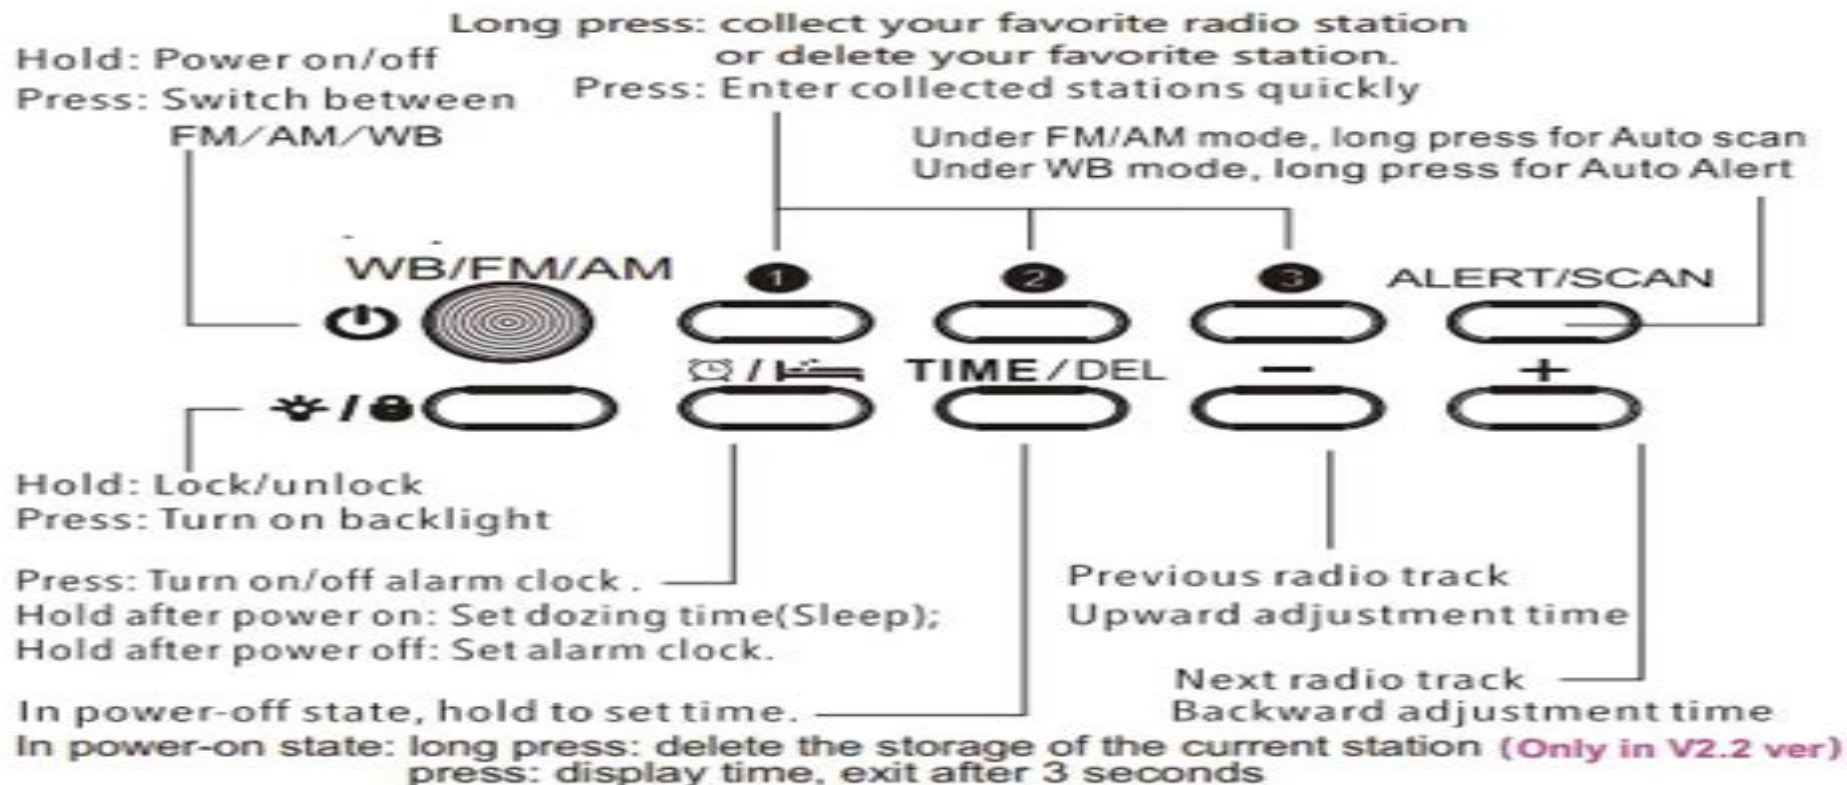 Long press: collect your favorite radio station
or delete your favorite station.
Press: Enter collected stations quickly
Hold: Power on/off
Press: Switch between
FM/AM/WB
Under FM/AM mode, long press for Auto scan
Under WB mode, long press for Auto Alert
WB/FM/AM
1
2
3
ALERT/SCAN
/
TIME/DEL
−
+
/
Hold: Lock/unlock
Press: Turn on backlight
Press: Turn on/off alarm clock .
Hold after power on: Set dozing time(Sleep);
Hold after power off: Set alarm clock.
Previous radio track
Upward adjustment time
Next radio track
Backward adjustment time
In power-off state, hold to set time.
In power-on state: long press: delete the storage of the current station (Only in V2.2 ver)
press: display time, exit after 3 seconds